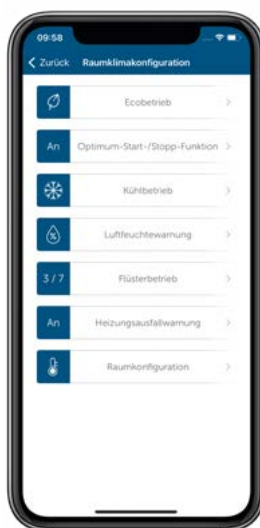 09:58
Zurück Raumklimakonfiguration
Ecobetrieb
An Optimum-Start-/Stopp-Funktion
Kühlbetrieb
% Luftfeuchtewarnung
3 / 7 Flüsterbetrieb
An Heizungsausfallwarnung
Raumkonfiguration